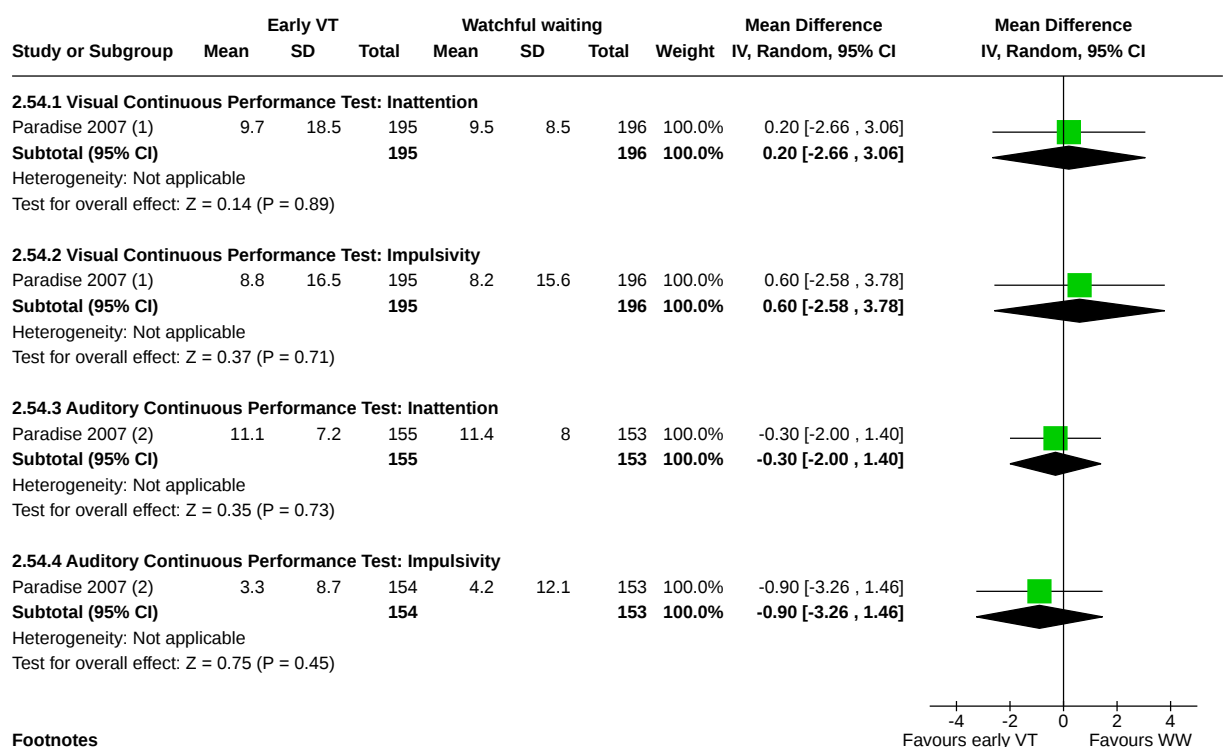 Early VT Watchful waiting Mean Difference Mean Difference
Study or Subgroup Mean SD Total Mean SD Total Weight IV, Random, 95% CI IV, Random, 95% CI
2.54.1 Visual Continuous Performance Test: Inattention
Paradise 2007 (1) 9.7 18.5 195 9.5 8.5 196 100.0% 0.20 [-2.66 , 3.06]
Subtotal (95% CI) 195 196 100.0% 0.20 [-2.66 , 3.06]
Heterogeneity: Not applicable
Test for overall effect: Z = 0.14 (P = 0.89)
2.54.2 Visual Continuous Performance Test: Impulsivity
Paradise 2007 (1) 8.8 16.5 195 8.2 15.6 196 100.0% 0.60 [-2.58 , 3.78]
Subtotal (95% CI) 195 196 100.0% 0.60 [-2.58 , 3.78]
Heterogeneity: Not applicable
Test for overall effect: Z = 0.37 (P = 0.71)
2.54.3 Auditory Continuous Performance Test: Inattention
Paradise 2007 (2) 11.1 7.2 155 11.4 8 153 100.0% -0.30 [-2.00 , 1.40]
Subtotal (95% CI) 155 153 100.0% -0.30 [-2.00 , 1.40]
Heterogeneity: Not applicable
Test for overall effect: Z = 0.35 (P = 0.73)
2.54.4 Auditory Continuous Performance Test: Impulsivity
Paradise 2007 (2) 3.3 8.7 154 4.2 12.1 153 100.0% -0.90 [-3.26 , 1.46]
Subtotal (95% CI) 154 153 100.0% -0.90 [-3.26 , 1.46]
Heterogeneity: Not applicable
Test for overall effect: Z = 0.75 (P = 0.45)
-4 -2 0 2 4
Footnotes Favours early VT Favours WW